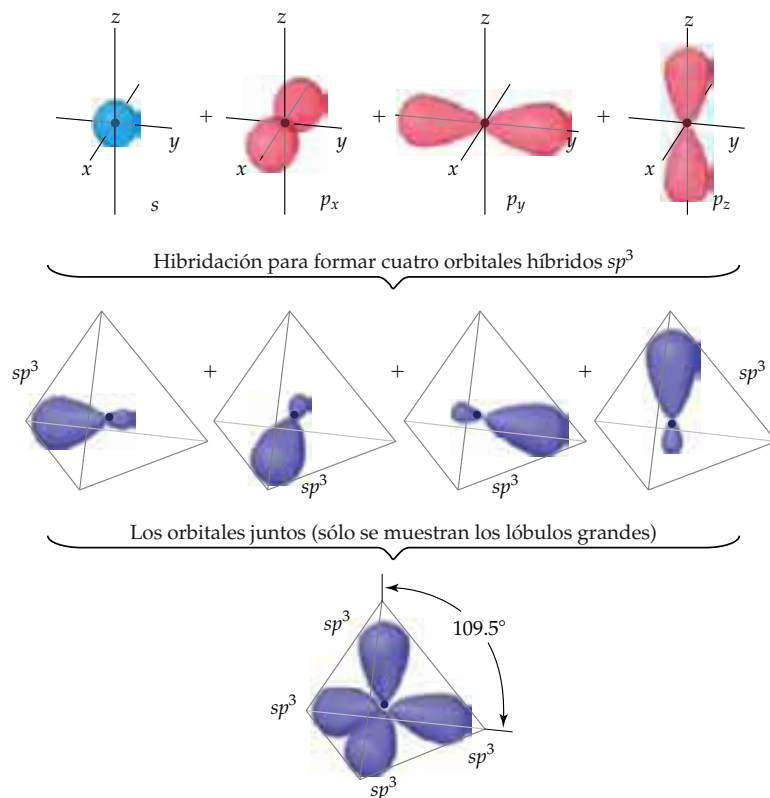 z z z z
+ + +
y y y y
x x x x
s p_x p_y p_z
Hibridación para formar cuatro orbitales híbridos sp³
sp³ + + + sp³
sp³ sp³
Los orbitales juntos (sólo se muestran los lóbulos grandes)
sp³ 109.5°
sp³
sp³
sp³